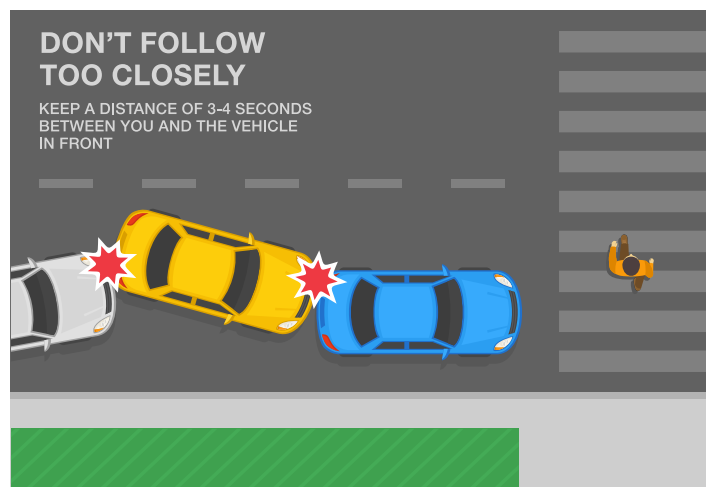 DON'T FOLLOW
TOO CLOSELY
KEEP A DISTANCE OF 3-4 SECONDS
BETWEEN YOU AND THE VEHICLE
IN FRONT